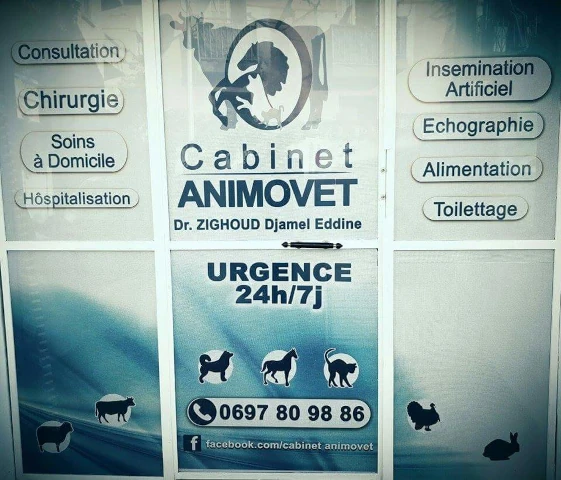 Consultation
Chirurgie
Soins
à Domicile
Hôspitalisation
Cabinet
ANIMOVET
Dr. ZIGHOUD Djamel Eddine
Insemination
Artificiel
Echographie
Alimentation
Toilettage
URGENCE
24h/7j
0697 80 98 86
f facebook.com/cabinet animovet